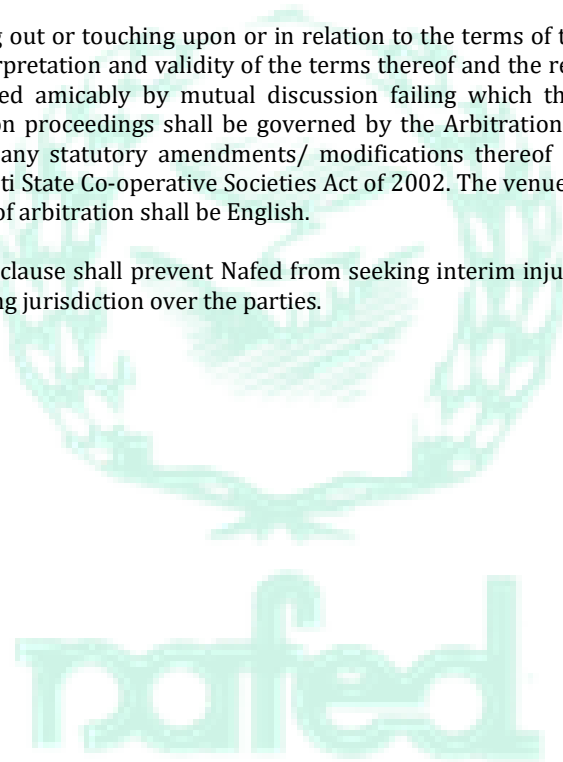 g out or touching upon or in relation to the terms of t
rpretation and validity of the terms thereof and the re
ed amicably by mutual discussion failing which th
on proceedings shall be governed by the Arbitration
any statutory amendments/ modifications thereof
ti State Co-operative Societies Act of 2002. The venue
of arbitration shall be English.
clause shall prevent Nafed from seeking interim inju
ng jurisdiction over the parties.
nafed